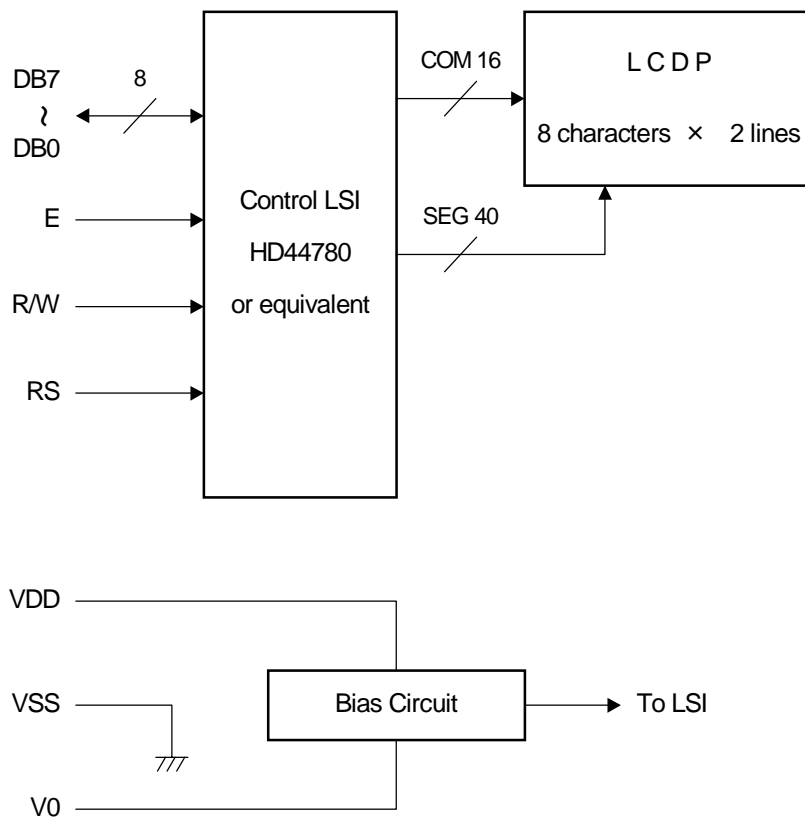 DB7
~
DB0
8
E
R/W
RS
Control LSI
HD44780
or equivalent
COM 16
SEG 40
L C D P
8 characters × 2 lines
VDD
VSS
V0
Bias Circuit
To LSI